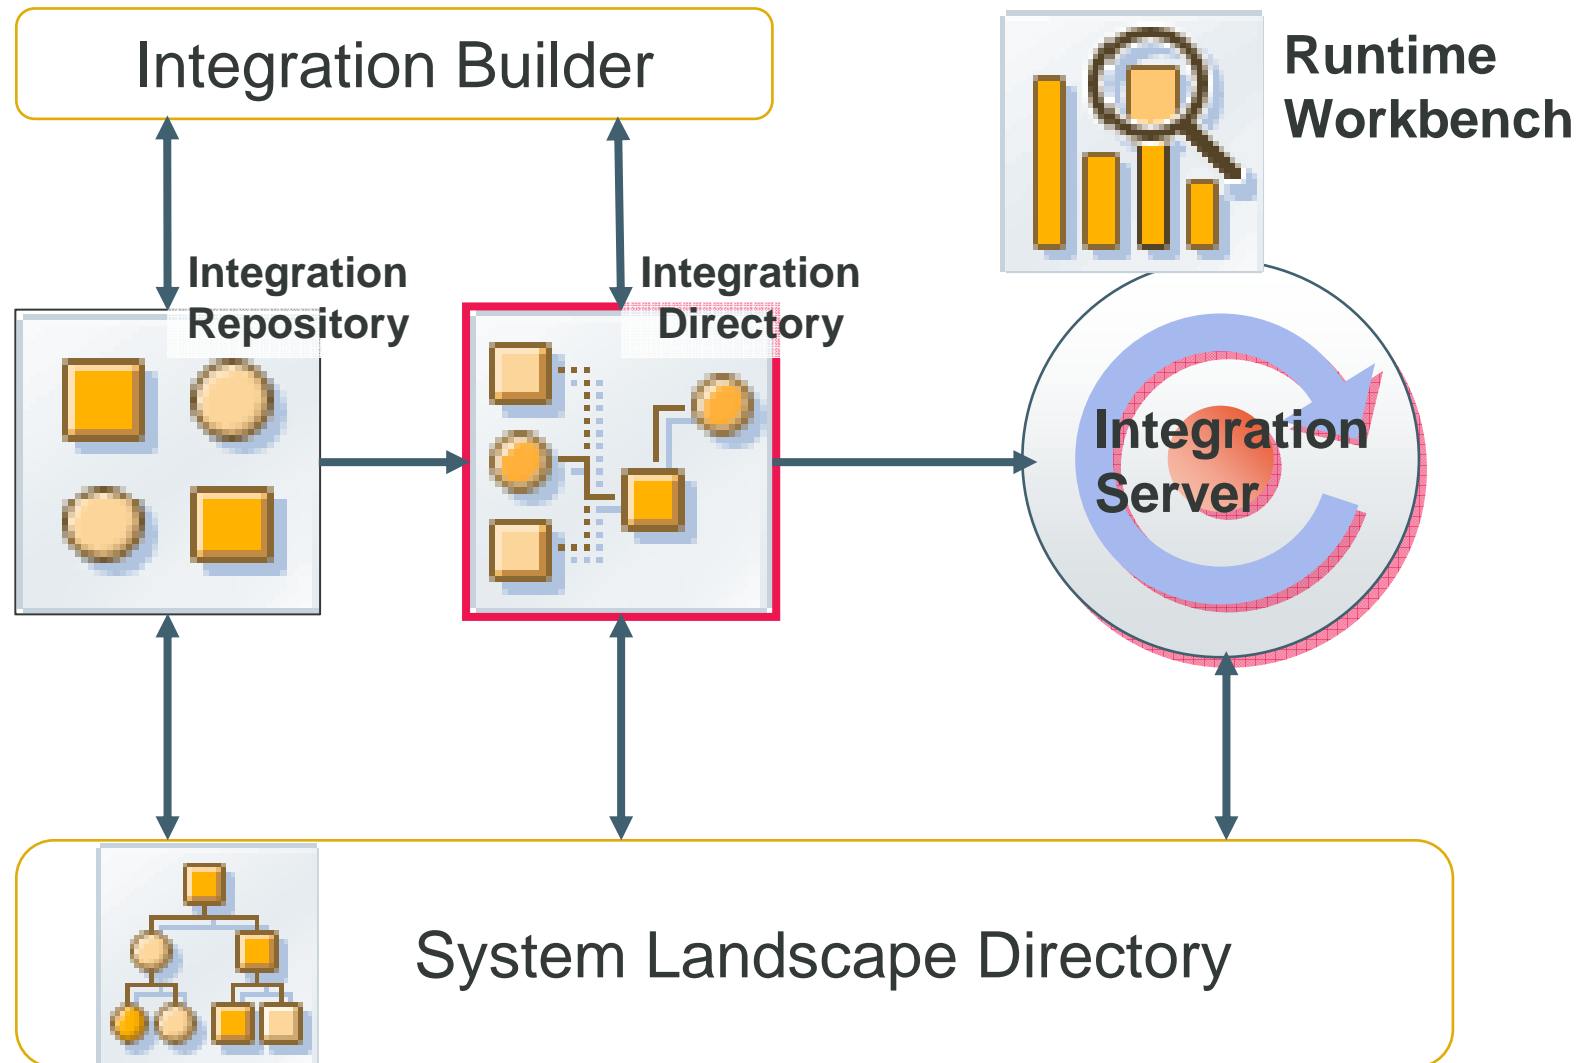 Integration Builder
Runtime
Workbench
Integration
Repository
Integration
Directory
Integration
Server
System Landscape Directory